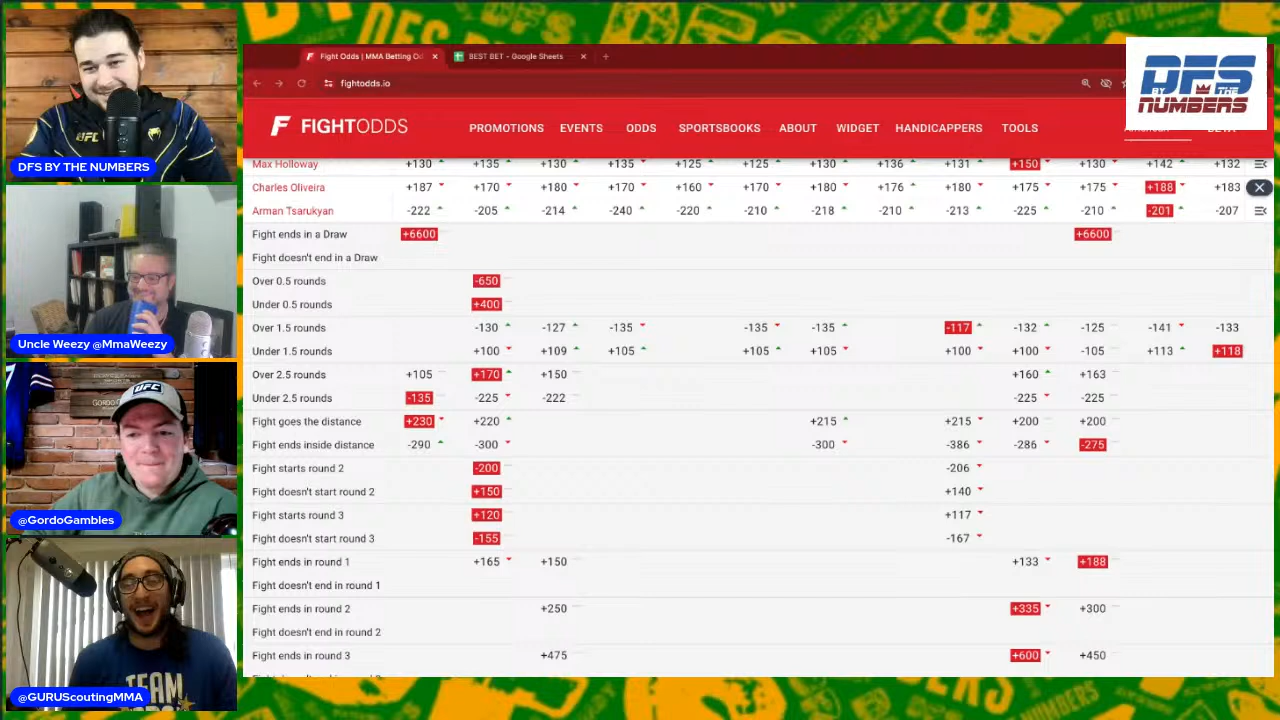 DFS BY THE NUMBERS
Uncle Weezy @MmaWeezy
UFC
@GordoGambles
TEAM
@GURUScoutingMMA
Fight Odds | MMA Betting Od
BEST BET - Google Sheets
fightodds.io
DFS
BY THE
NUMBERS
FIGHTODDS
PROMOTIONS EVENTS ODDS SPORTSBOOKS ABOUT WIDGET HANDICAPPERS TOOLS
Max Holloway +130 +135 +130 +135 +125 +125 +130 +136 +131 +150 +130 +142 +132
Charles Oliveira +187 +170 +180 +170 +160 +170 +180 +176 +180 +175 +175 +188 +183
Arman Tsarukyan -222 -205 -214 -240 -220 -210 -218 -210 -213 -225 -210 -201 -207
Fight ends in a Draw +6600 +6600
Fight doesn't end in a Draw
Over 0.5 rounds -650
Under 0.5 rounds +400
Over 1.5 rounds -130 -127 -135 -135 -135 -117 -132 -125 -141 -133
Under 1.5 rounds +100 +109 +105 +105 +105 +100 +100 -105 +113 +118
Over 2.5 rounds +105 +170 +150 +160 +163
Under 2.5 rounds -135 -225 -222 -225 -225
Fight goes the distance +230 +220 +215 +215 +200 +200
Fight ends inside distance -290 -300 -300 -386 -286 -275
Fight starts round 2 -200 -206
Fight doesn't start round 2 +150 +140
Fight starts round 3 +120 +117
Fight doesn't start round 3 -155 -167
Fight ends in round 1 +165 +150 +133 +188
Fight doesn't end in round 1
Fight ends in round 2 +250 +335 +300
Fight doesn't end in round 2
Fight ends in round 3 +475 +600 +450